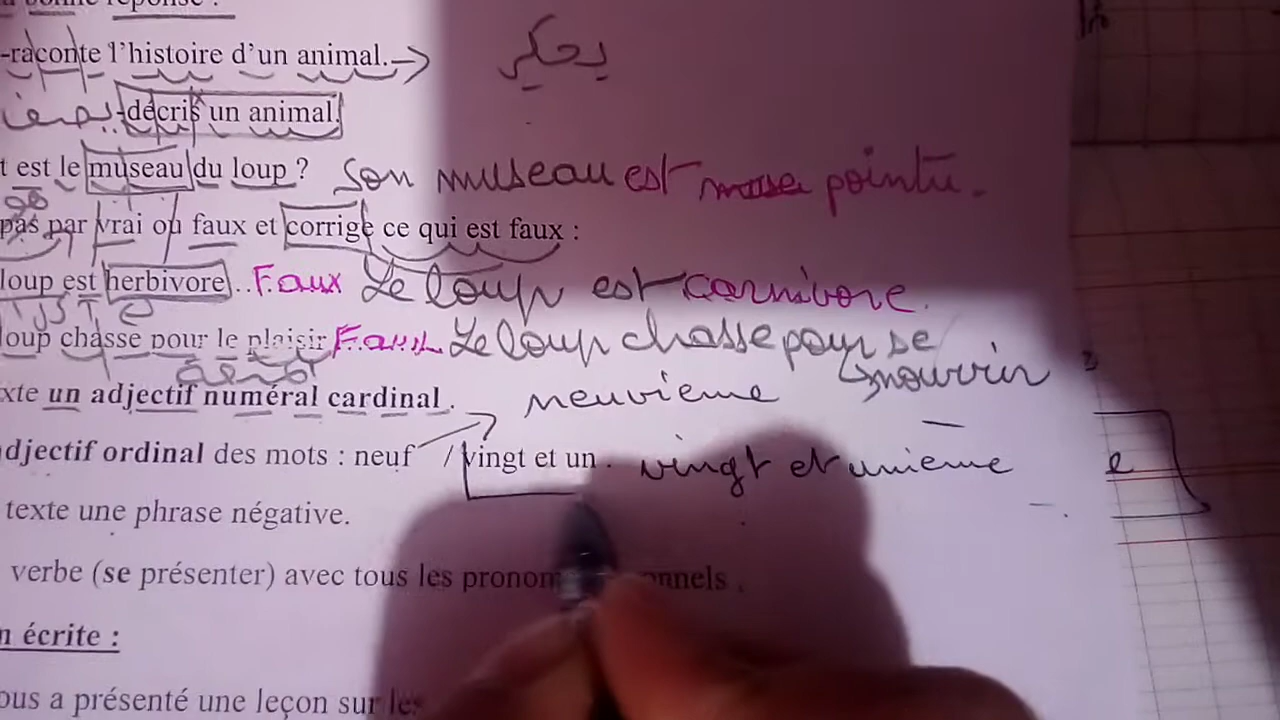 la bonne réponse :
-raconte l'histoire d'un animal. يحكي
يصف -décris un animal.
t est le museau du loup ? Son museau est pointu.
pas par vrai ou faux et corrige ce qui est faux :
loup est herbivore.. Faux Le loup est carnivore.
loup chasse pour le plaisir Faux Le loup chasse pour se
nourrir
xte un adjectif numéral cardinal . neuvième
djectif ordinal des mots : neuf / vingt et un . vingt et unième
texte une phrase négative.
verbe (se présenter) avec tous les pronom onnels .
n écrite :
ous a présenté une leçon sur les